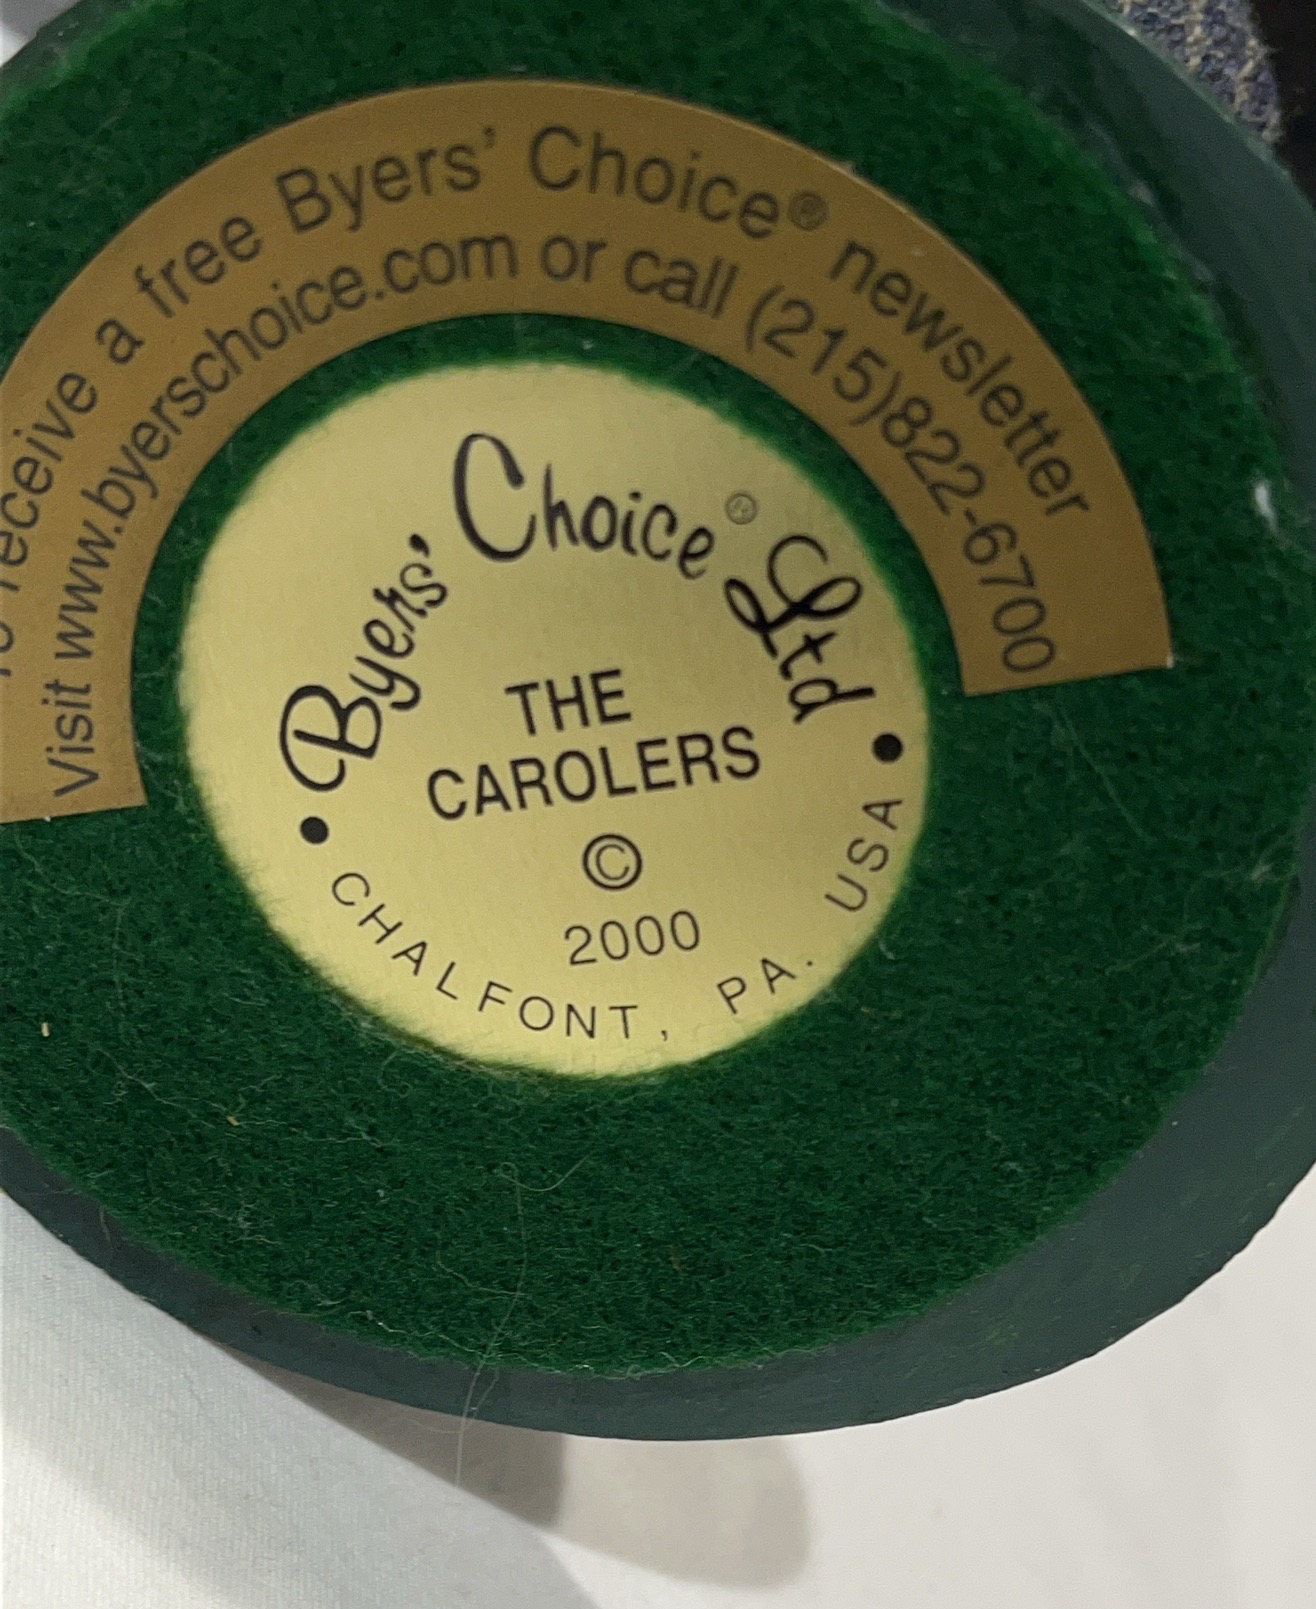 To receive a free Byers' Choice® newsletter
Visit www.byerschoice.com or call (215)822-6700
Byers' Choice® Ltd
THE
CAROLERS
©
2000
• CHALFONT, PA. USA •